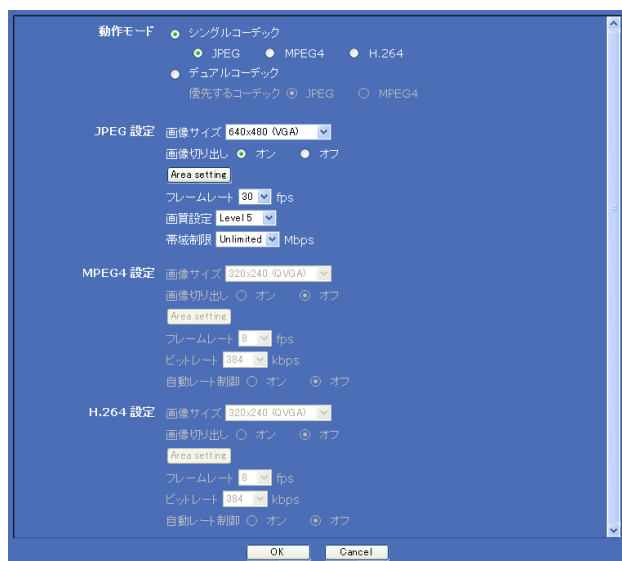 動作モード シングルコーデック
JPEG MPEG4 H.264
デュアルコーデック
優先するコーデック JPEG MPEG4
JPEG 設定 画像サイズ 640x480 (VGA)
画像切り出し オン オフ
Area setting
フレームレート 30 fps
画質設定 Level 5
帯域制限 Unlimited Mbps
MPEG4 設定 画像サイズ 320x240 (QVGA)
画像切り出し オン オフ
Area setting
フレームレート 8 fps
ビットレート 384 kbps
自動レート制御 オン オフ
H.264 設定 画像サイズ 320x240 (QVGA)
画像切り出し オン オフ
Area setting
フレームレート 8 fps
ビットレート 384 kbps
自動レート制御 オン オフ
OK Cancel